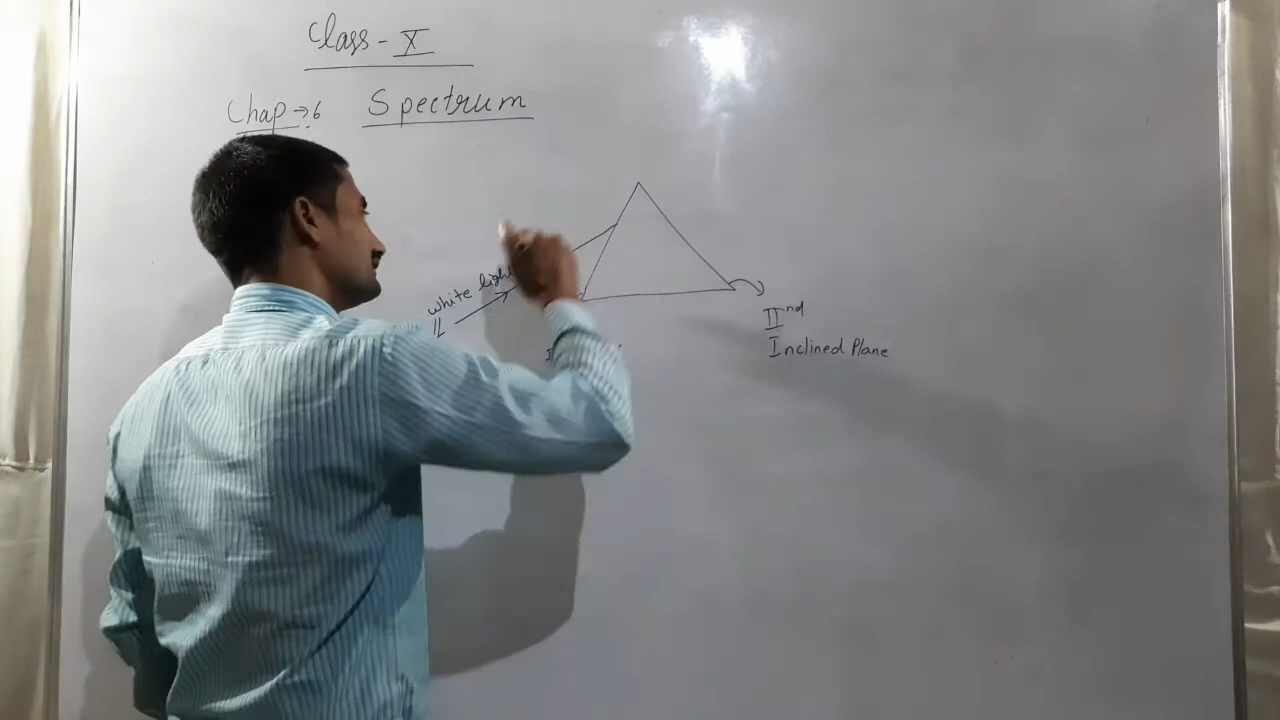 Class - X
Chap → 6 Spectrum
White light
IInd
Inclined Plane